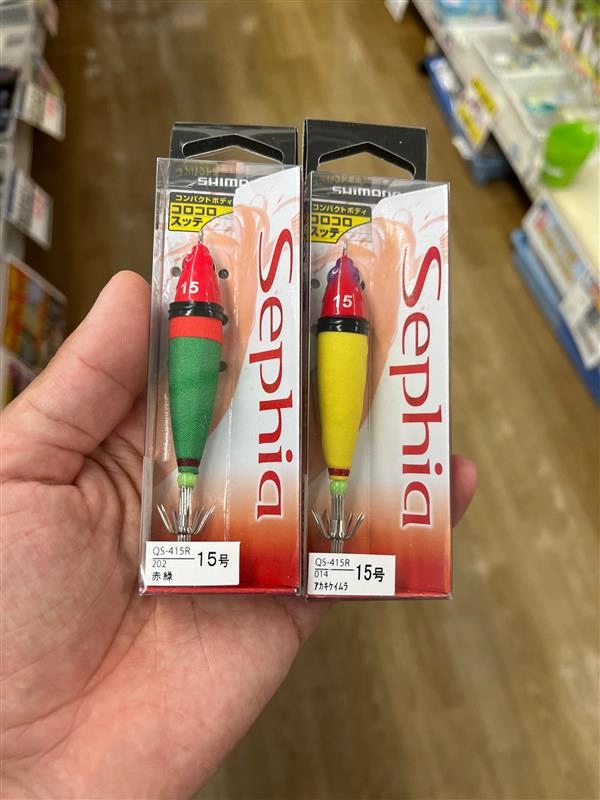 SHIMANO
コンパクトボディ
コロコロ
スッテ
15
Sephia
QS-415R
202
15号
赤緑
SHIMANO
コンパクトボディ
コロコロ
スッテ
15
Sephia
QS-415R
014
15号
アカキケイムラ